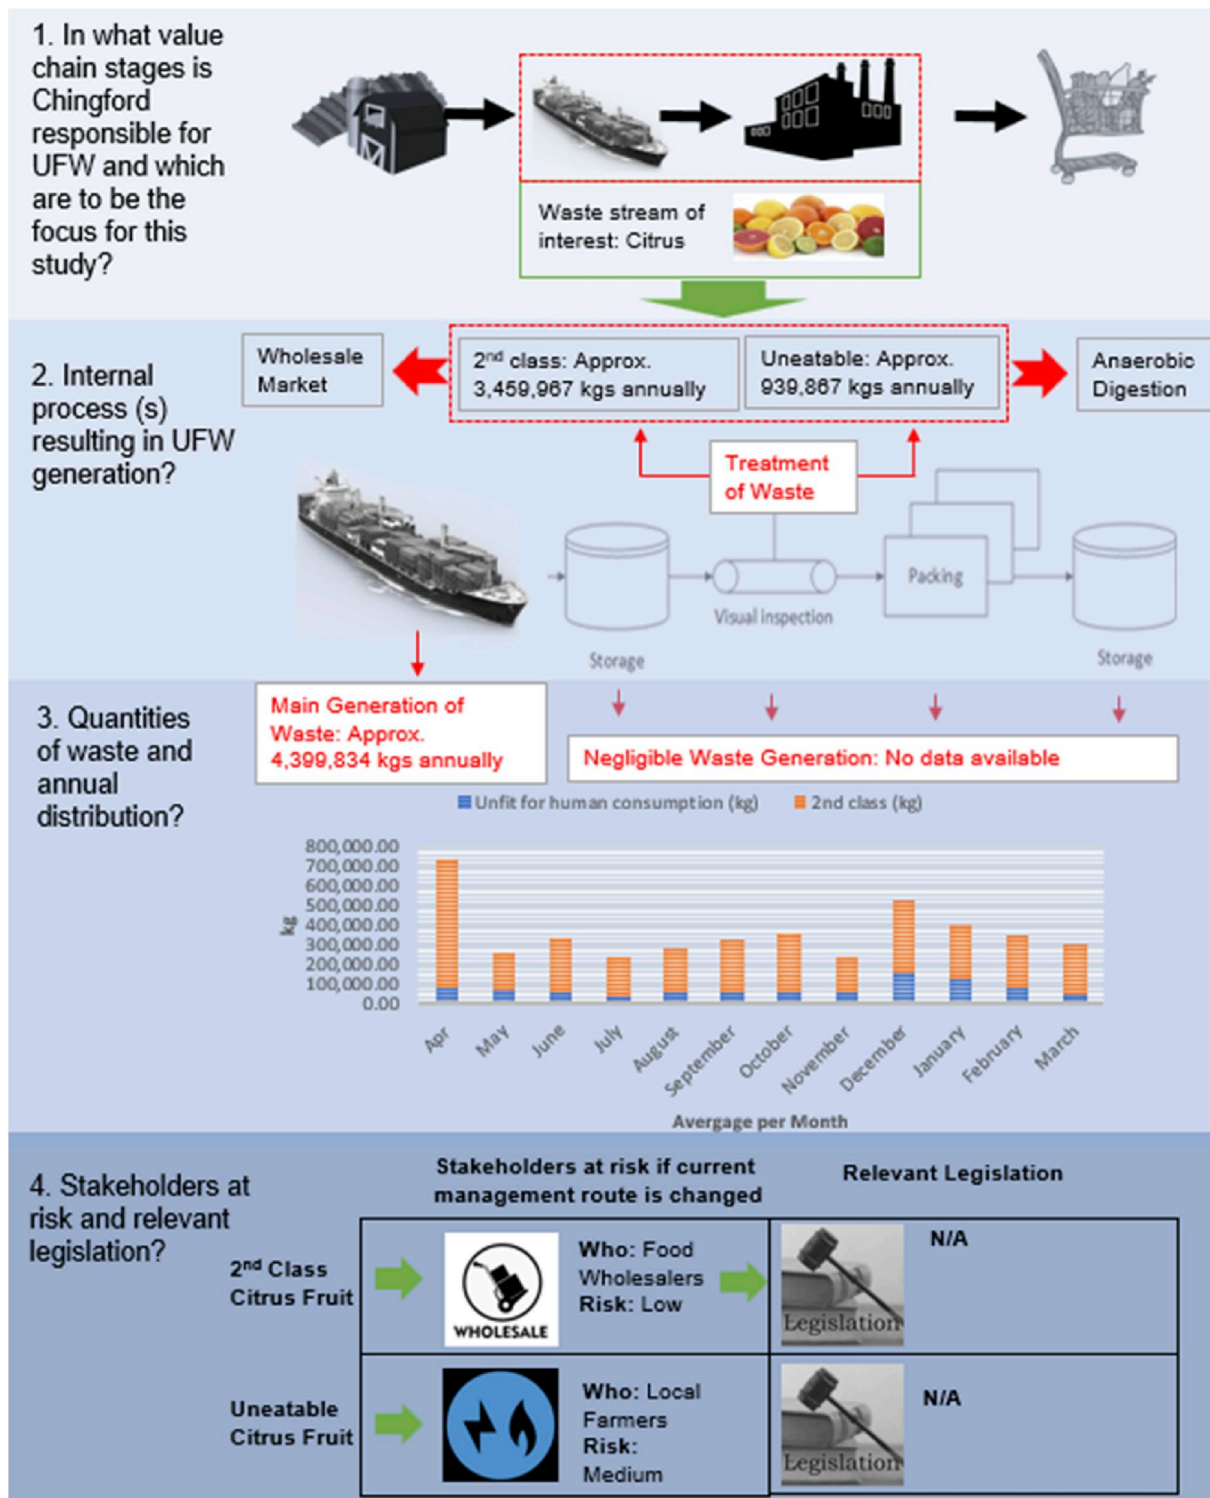 1. In what value
chain stages is
Chingford
responsible for
UFW and which
are to be the
focus for this
study?
Waste stream of
interest: Citrus
2. Internal
process (s)
resulting in UFW
generation?
Wholesale
Market
2nd class: Approx.
3,459,967 kgs annually
Uneatable: Approx.
939,867 kgs annually
Anaerobic
Digestion
Treatment
of Waste
Storage
Visual inspection
Packing
Storage
3. Quantities
of waste and
annual
distribution?
Main Generation of
Waste: Approx.
4,399,834 kgs annually
Negligible Waste Generation: No data available
Unfit for human consumption (kg)
2nd class (kg)
kg
800,000.00
700,000.00
600,000.00
500,000.00
400,000.00
300,000.00
200,000.00
100,000.00
0.00
Apr
May
June
July
August
September
October
November
December
January
February
March
Avergage per Month
4. Stakeholders at
risk and relevant
legislation?
Stakeholders at risk if current
management route is changed
Relevant Legislation
2nd Class
Citrus Fruit
WHOLESALE
Who: Food
Wholesalers
Risk: Low
Legislation
N/A
Uneatable
Citrus Fruit
Who: Local
Farmers
Risk:
Medium
Legislation
N/A